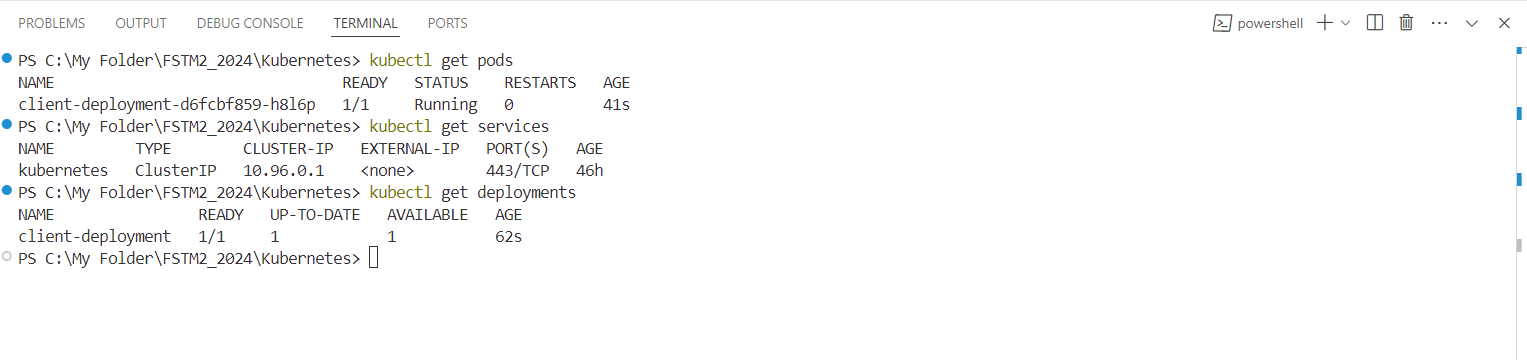 PROBLEMS OUTPUT DEBUG CONSOLE TERMINAL PORTS powershell
PS C:\My Folder\FSTM2_2024\Kubernetes> kubectl get pods
NAME READY STATUS RESTARTS AGE
client-deployment-d6fcbf859-h8l6p 1/1 Running 0 41s
PS C:\My Folder\FSTM2_2024\Kubernetes> kubectl get services
NAME TYPE CLUSTER-IP EXTERNAL-IP PORT(S) AGE
kubernetes ClusterIP 10.96.0.1 <none> 443/TCP 46h
PS C:\My Folder\FSTM2_2024\Kubernetes> kubectl get deployments
NAME READY UP-TO-DATE AVAILABLE AGE
client-deployment 1/1 1 1 62s
PS C:\My Folder\FSTM2_2024\Kubernetes>